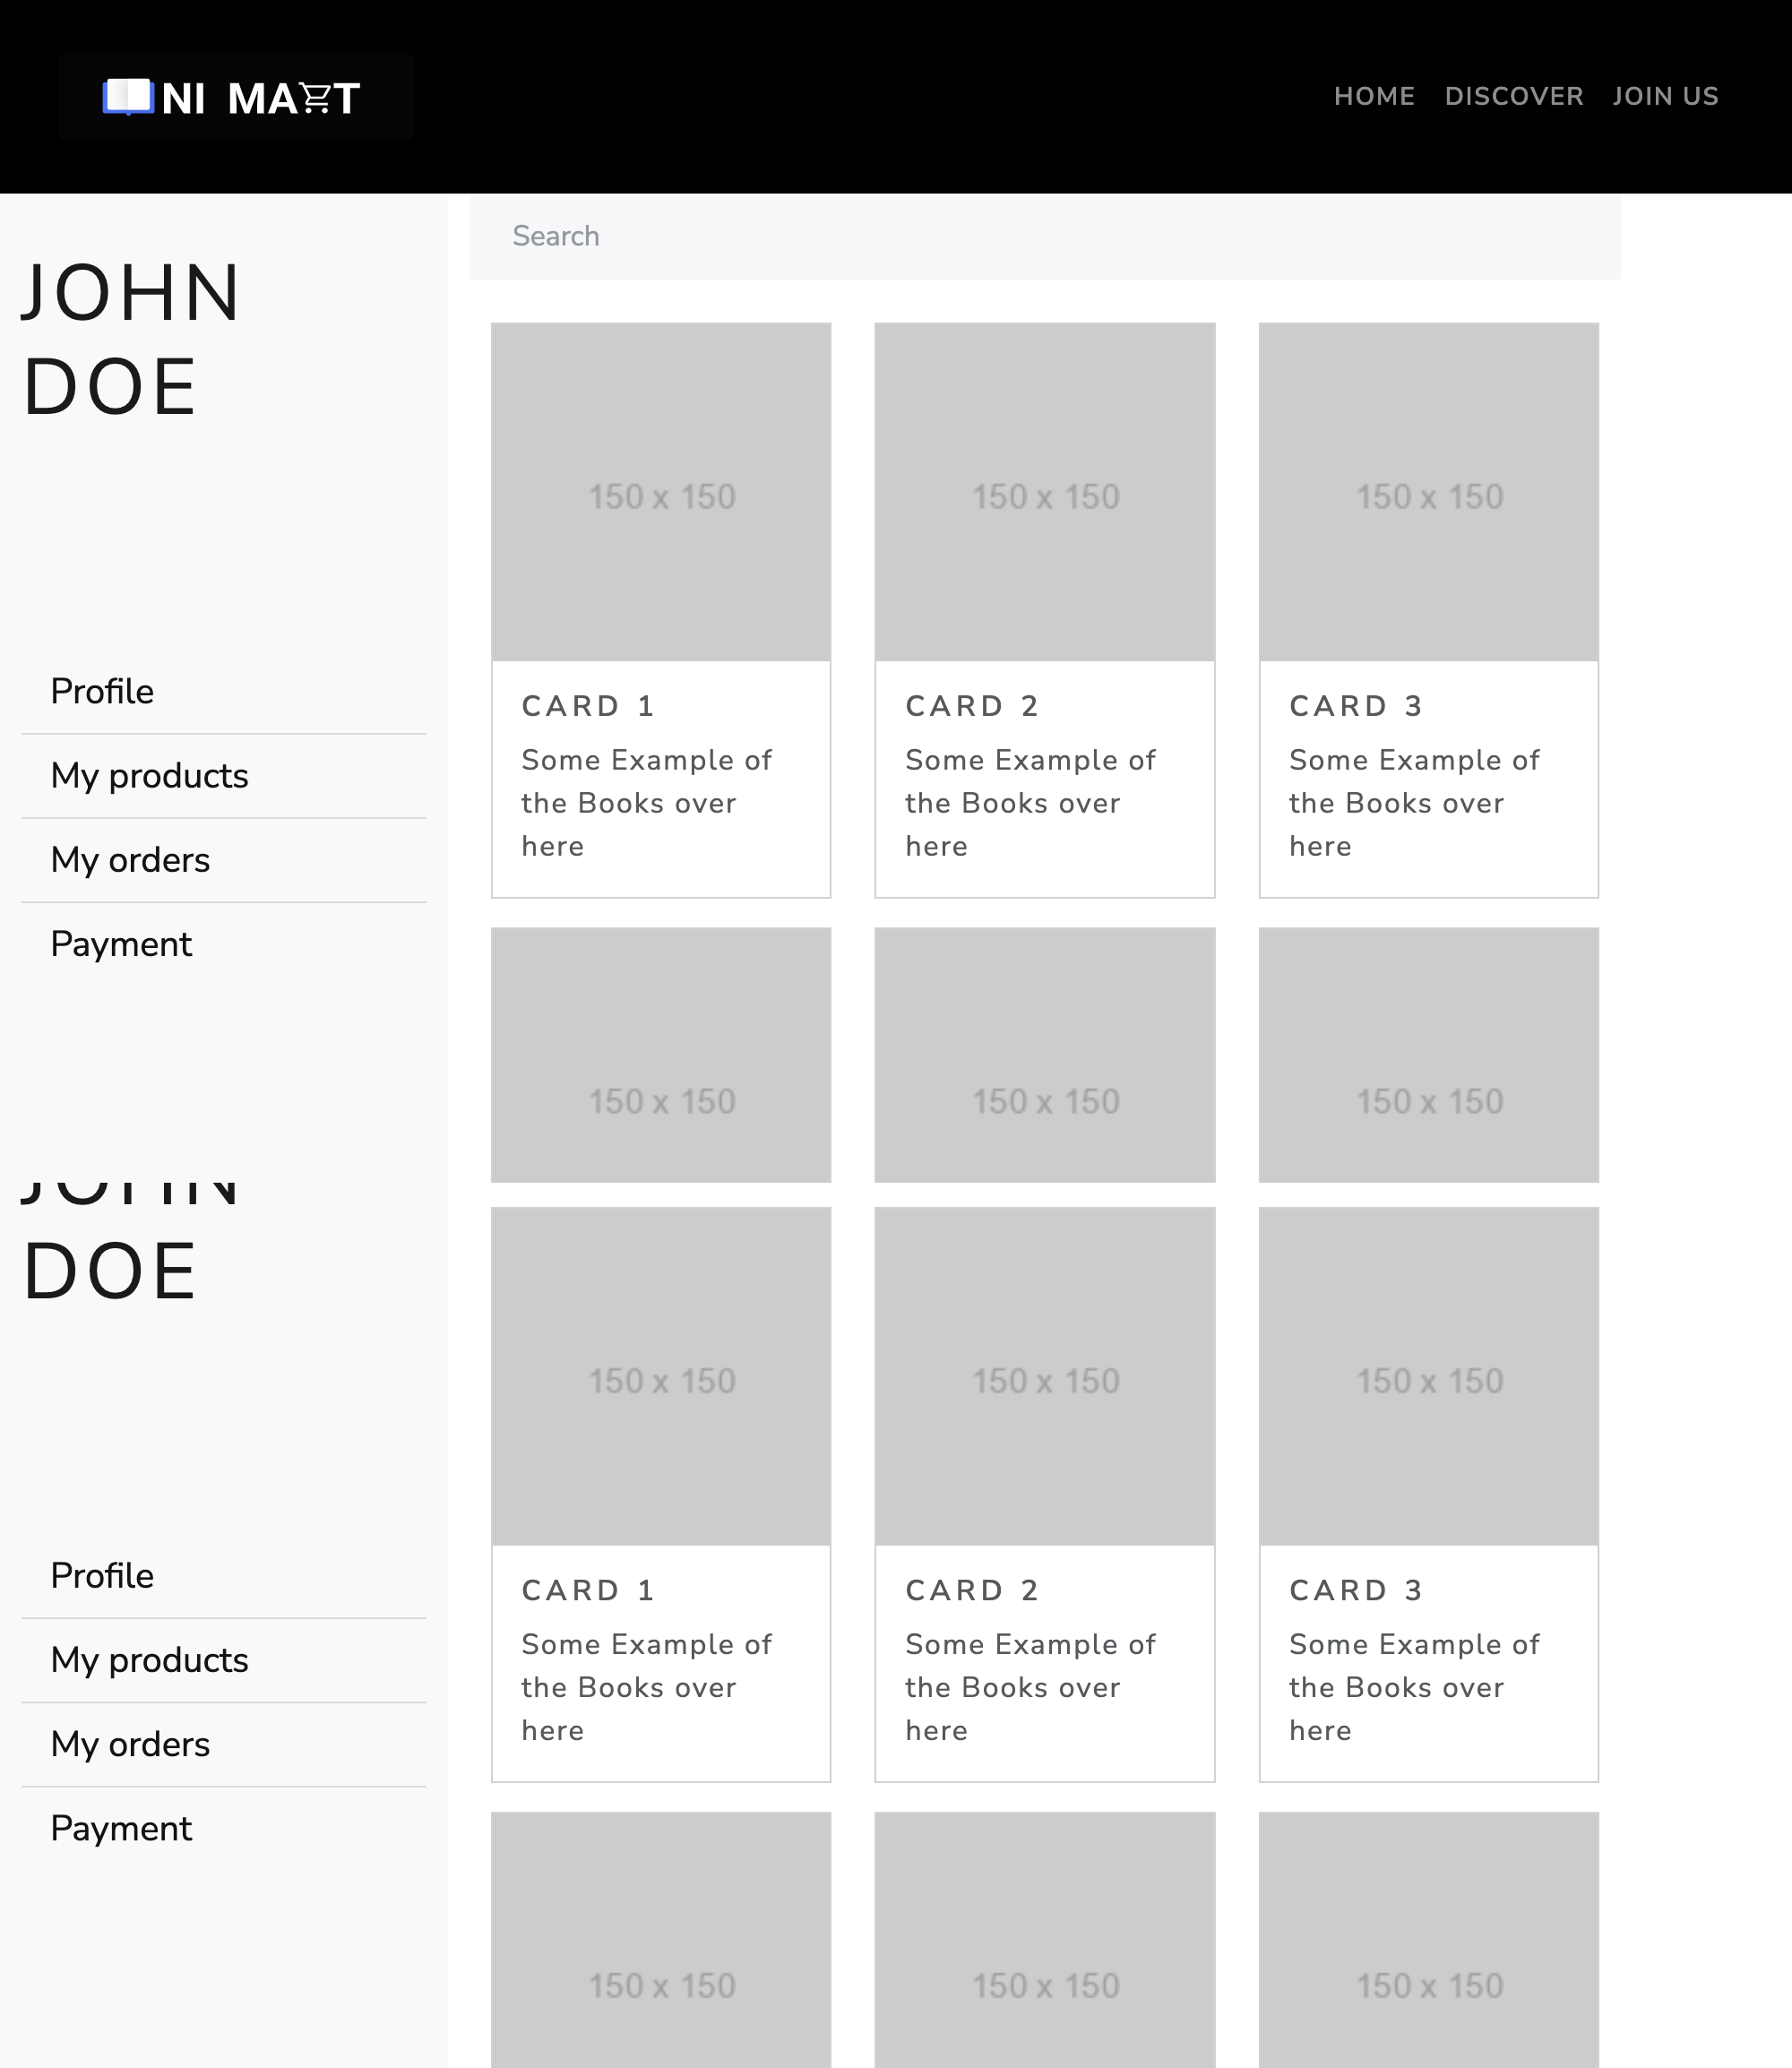 NI MART
HOME DISCOVER JOIN US
Search
JOHN
DOE
150 x 150 150 x 150 150 x 150
Profile
My products
My orders
Payment
CARD 1 CARD 2 CARD 3
Some Example of Some Example of Some Example of
the Books over the Books over the Books over
here here here
150 x 150 150 x 150 150 x 150
JOHN
DOE
150 x 150 150 x 150 150 x 150
Profile
My products
My orders
Payment
CARD 1 CARD 2 CARD 3
Some Example of Some Example of Some Example of
the Books over the Books over the Books over
here here here
150 x 150 150 x 150 150 x 150